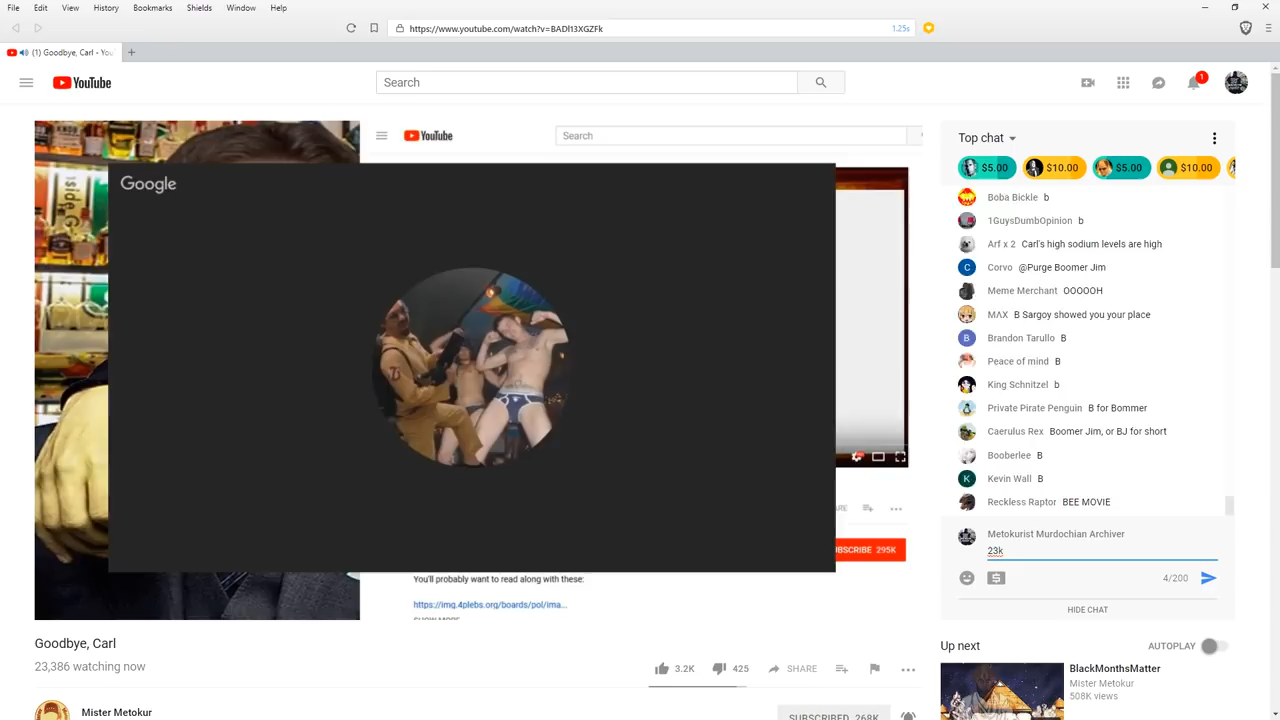 File Edit View History Bookmarks Shields Window Help
https://www.youtube.com/watch?v=BADl13XGZFk 1.25s
(1) Goodbye, Carl - You
YouTube
Search
1
YouTube
Search
Google
SUBSCRIBE 295K
You'll probably want to read along with these:
https://img.4plebs.org/boards/pol/ima...
Top chat
$5.00 $10.00 $5.00 $10.00
Boba Bickle b
1GuysDumbOpinion b
Arf x 2 Carl's high sodium levels are high
Corvo @Purge Boomer Jim
Meme Merchant OOOOOH
MΛX B Sargoy showed you your place
Brandon Tarullo B
Peace of mind B
King Schnitzel b
Private Pirate Penguin B for Bommer
Caerulus Rex Boomer Jim, or BJ for short
Booberlee B
Kevin Wall B
Reckless Raptor BEE MOVIE
Metokurist Murdochian Archiver
23k
4/200
HIDE CHAT
Goodbye, Carl
23,386 watching now
3.2K 425 SHARE
Mister Metokur
SUBSCRIBED 268K
Up next
AUTOPLAY
BlackMonthsMatter
Mister Metokur
508K views